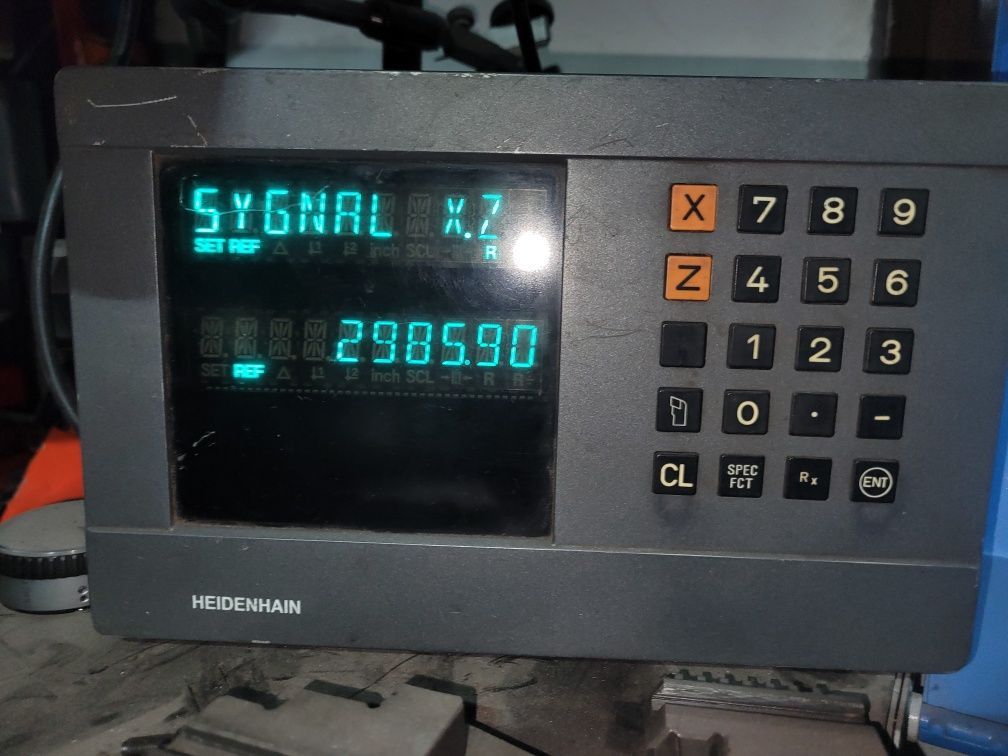 SYGNAL X.Z
SET REF inch SCL R
2985.90
SET REF inch SCL R
X 7 8 9
Z 4 5 6
1 2 3
0 . -
CL SPEC FCT Rx ENT
HEIDENHAIN